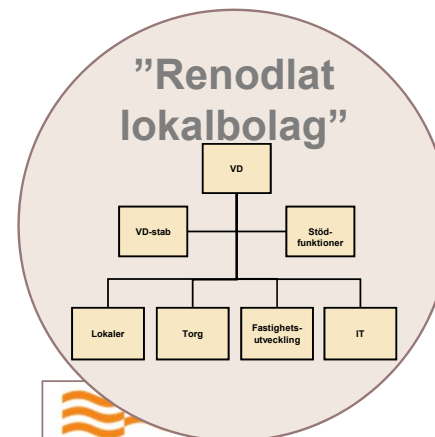 ”Renodlat
lokalbolag”
VD
VD-stab
Stöd-
funktioner
Lokaler
Torg
Fastighets-
utveckling
IT